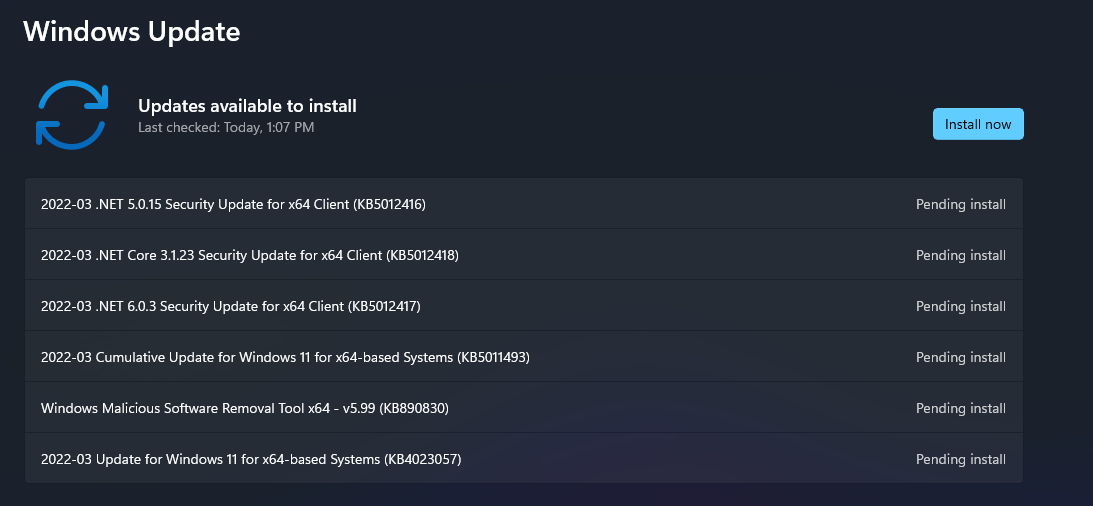 Windows Update
Updates available to install
Last checked: Today, 1:07 PM
Install now
2022-03 .NET 5.0.15 Security Update for x64 Client (KB5012416) Pending install
2022-03 .NET Core 3.1.23 Security Update for x64 Client (KB5012418) Pending install
2022-03 .NET 6.0.3 Security Update for x64 Client (KB5012417) Pending install
2022-03 Cumulative Update for Windows 11 for x64-based Systems (KB5011493) Pending install
Windows Malicious Software Removal Tool x64 - v5.99 (KB890830) Pending install
2022-03 Update for Windows 11 for x64-based Systems (KB4023057) Pending install